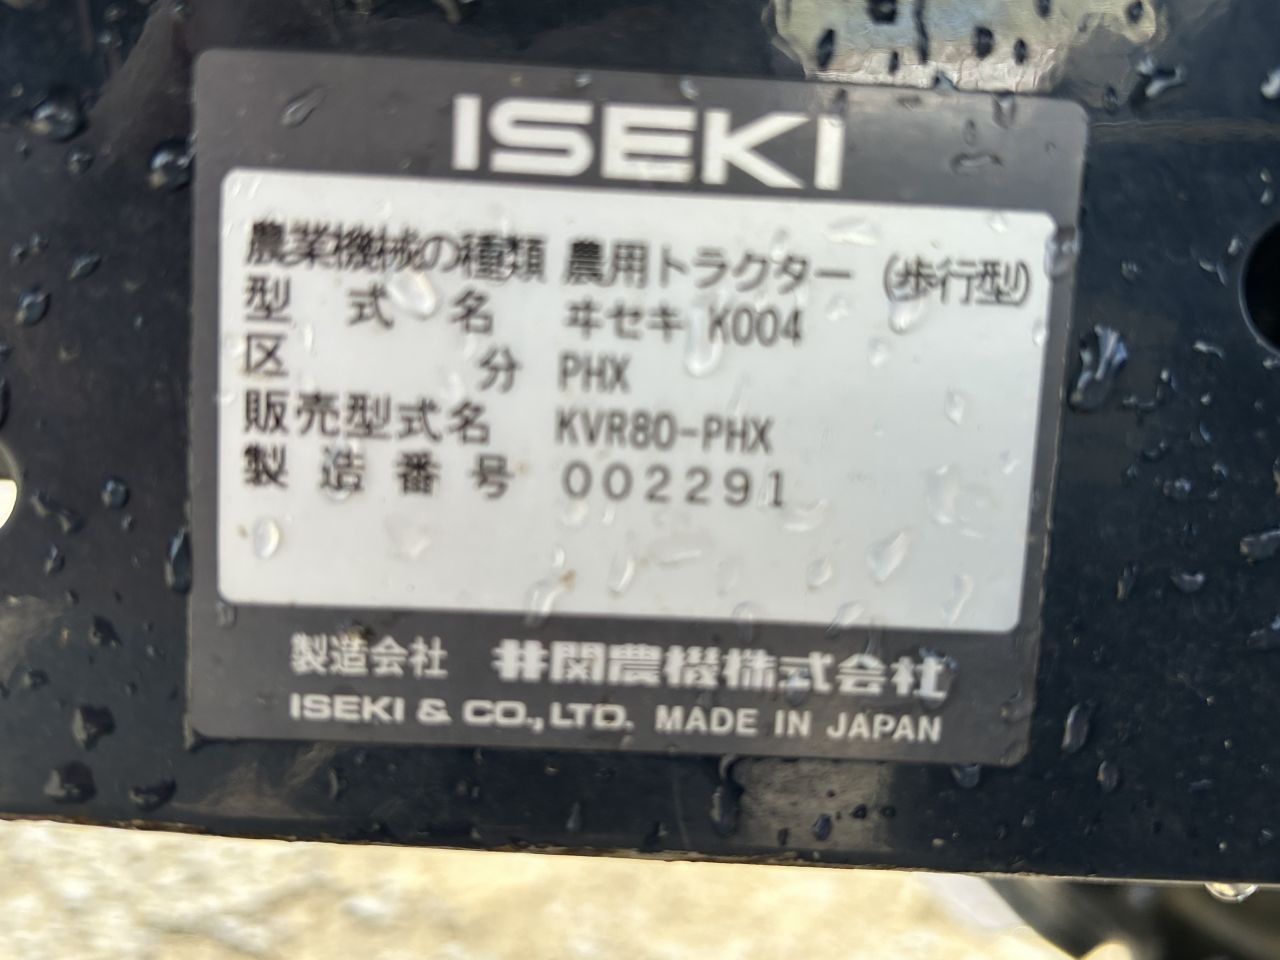 ISEKI
農業機械の種類 農用トラクター (歩行型)
型式名 ヰセキ K004
区分 PHX
販売型式名 KVR80-PHX
製造番号 002291
製造会社 井関農機株式会社
ISEKI & CO., LTD. MADE IN JAPAN